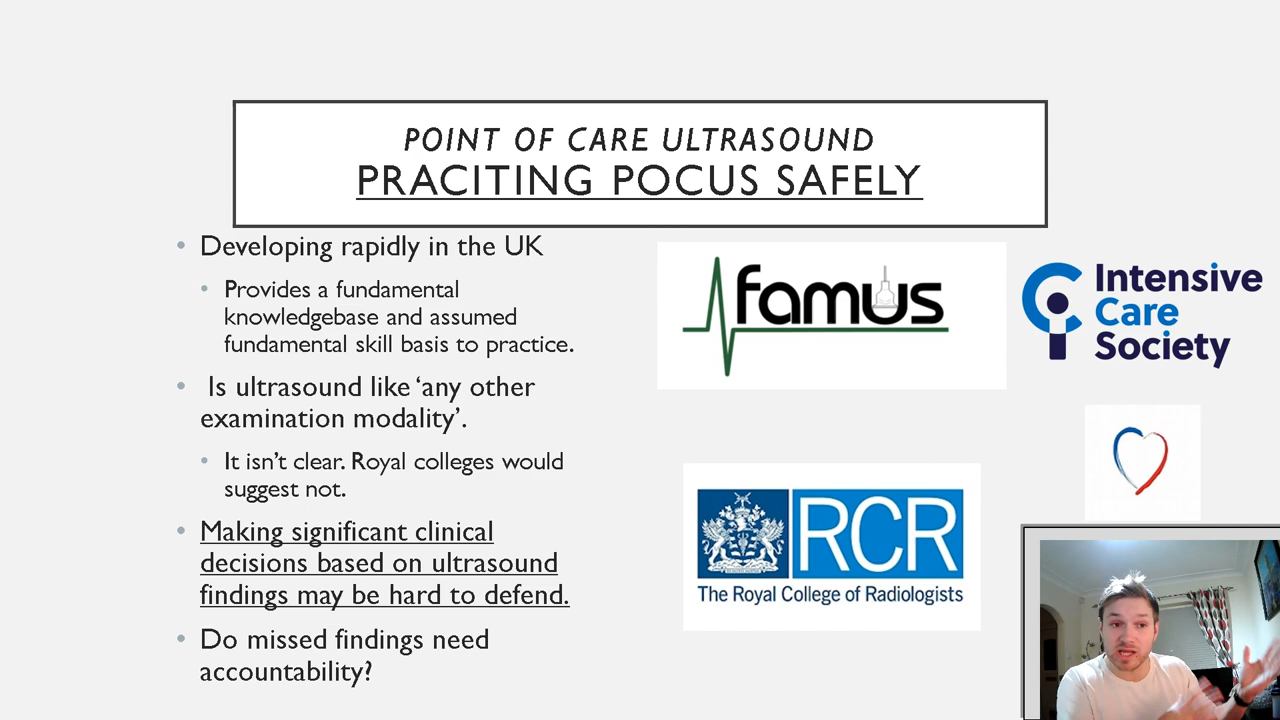 POINT OF CARE ULTRASOUND
PRACITING POCUS SAFELY
• Developing rapidly in the UK
• Provides a fundamental
knowledgebase and assumed
fundamental skill basis to practice.
• Is ultrasound like ‘any other
examination modality’.
• It isn’t clear. Royal colleges would
suggest not.
• Making significant clinical
decisions based on ultrasound
findings may be hard to defend.
• Do missed findings need
accountability?
famus
Intensive
Care
Society
RCR
The Royal College of Radiologists